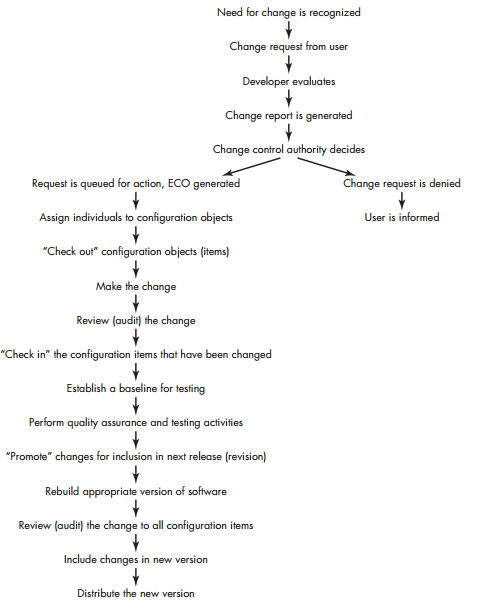 Need for change is recognized
Change request from user
Developer evaluates
Change report is generated
Change control authority decides
Request is queued for action, ECO generated
Change request is denied
Assign individuals to configuration objects
User is informed
“Check out” configuration objects (items)
Make the change
Review (audit) the change
“Check in” the configuration items that have been changed
Establish a baseline for testing
Perform quality assurance and testing activities
“Promote” changes for inclusion in next release (revision)
Rebuild appropriate version of software
Review (audit) the change to all configuration items
Include changes in new version
Distribute the new version